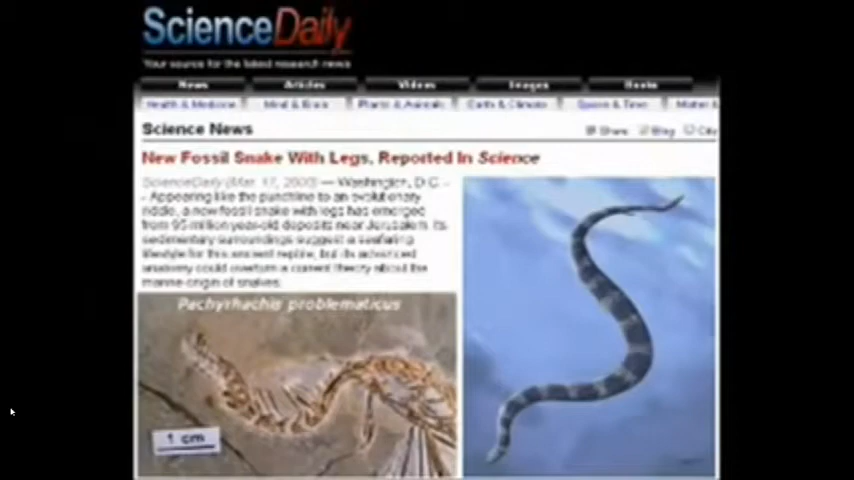 ScienceDaily
Your source for the latest research news
News Articles Videos Images Books
Health & Medicine Mind & Brain Plants & Animals Earth & Climate Space & Time Matter &
Science News
Share Blog Cite
New Fossil Snake With Legs, Reported In Science
ScienceDaily (Mar. 17, 2000) — Washington, D.C. -
- Appearing like the punchline to an evolutionary
riddle, a new fossil snake with legs has emerged
from 95 million year-old deposits near Jerusalem. Its
sedimentary surroundings suggest a seafaring
lifestyle for this ancient reptile, but its advanced
anatomy could overturn a current theory about the
marine origin of snakes.
Pachyrhachis problematicus
1 cm